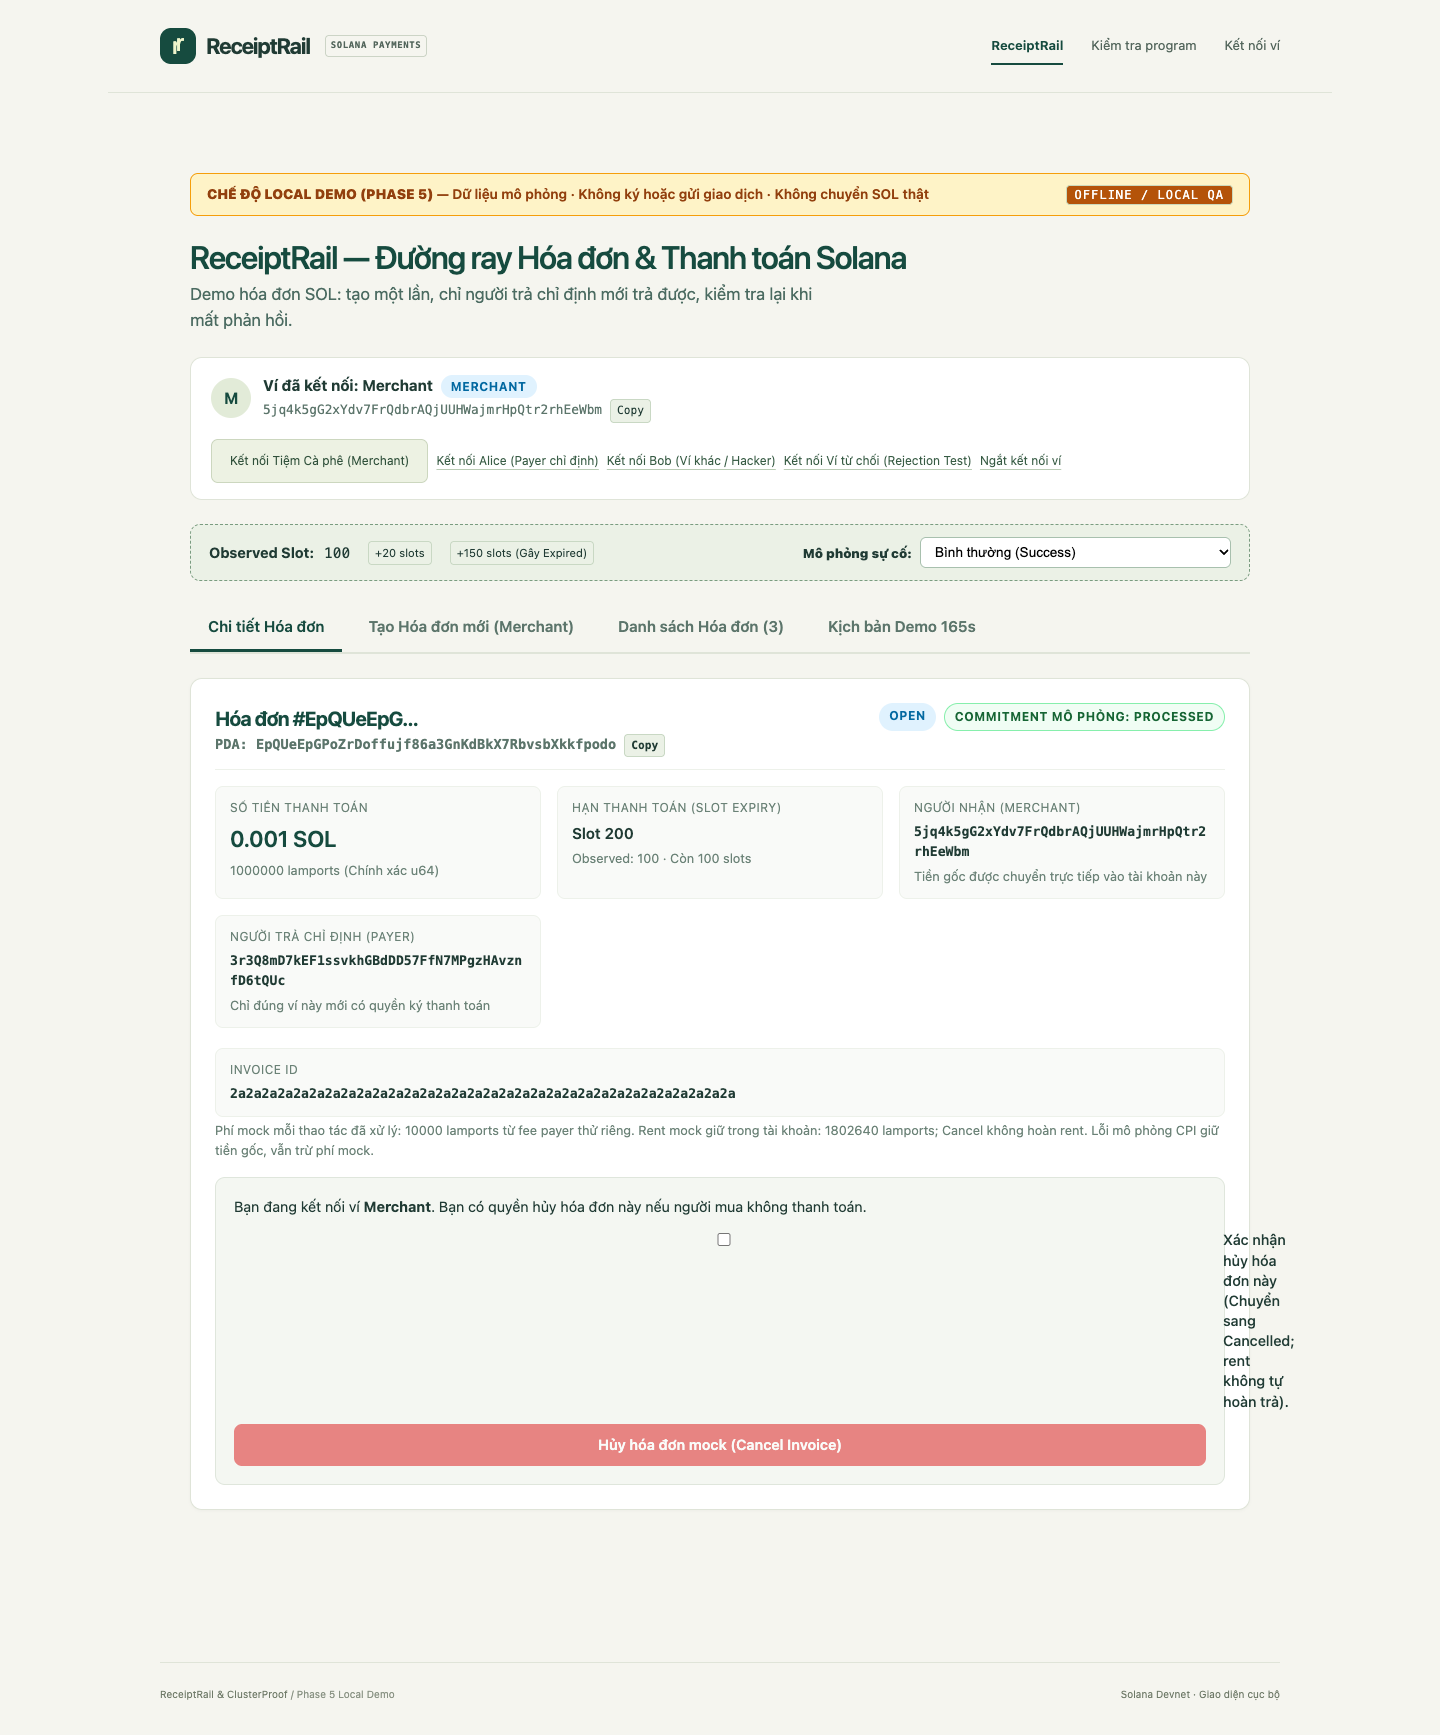 ReceiptRail SOLANA PAYMENTS ReceiptRail Kiểm tra program Kết nối ví
CHẾ ĐỘ LOCAL DEMO (PHASE 5) — Dữ liệu mô phỏng · Không ký hoặc gửi giao dịch · Không chuyển SOL thật OFFLINE / LOCAL QA
ReceiptRail — Đường ray Hóa đơn & Thanh toán Solana
Demo hóa đơn SOL: tạo một lần, chỉ người trả chỉ định mới trả được, kiểm tra lại khi
mất phản hồi.
M
Ví đã kết nối: Merchant MERCHANT
5jq4k5gG2xYdv7FrQdbrAQjUUHWajmrHpQtr2rhEeWbm Copy
Kết nối Tiệm Cà phê (Merchant) Kết nối Alice (Payer chỉ định) Kết nối Bob (Ví khác / Hacker) Kết nối Ví từ chối (Rejection Test) Ngắt kết nối ví
Observed Slot: 100 +20 slots +150 slots (Gây Expired) Mô phỏng sự cố: Bình thường (Success)
Chi tiết Hóa đơn Tạo Hóa đơn mới (Merchant) Danh sách Hóa đơn (3) Kịch bản Demo 165s
Hóa đơn #EpQUeEpG... OPEN COMMITMENT MÔ PHỎNG: PROCESSED
PDA: EpQUeEpGPoZrDoffujf86a3GnKdBkX7RbvsbXkkfpodo Copy
SỐ TIỀN THANH TOÁN
0.001 SOL
1000000 lamports (Chính xác u64)
HẠN THANH TOÁN (SLOT EXPIRY)
Slot 200
Observed: 100 · Còn 100 slots
NGƯỜI NHẬN (MERCHANT)
5jq4k5gG2xYdv7FrQdbrAQjUUHWajmrHpQtr2
rhEeWbm
Tiền gốc được chuyển trực tiếp vào tài khoản này
NGƯỜI TRẢ CHỈ ĐỊNH (PAYER)
3r3Q8mD7kEF1ssvkhGBdDD57FfN7MPgzHAvzn
fD6tQUc
Chỉ đúng ví này mới có quyền ký thanh toán
INVOICE ID
2a2a2a2a2a2a2a2a2a2a2a2a2a2a2a2a2a2a2a2a2a2a2a2a2a2a2a2a2a2a2a2a
Phí mock mỗi thao tác đã xử lý: 10000 lamports từ fee payer thử riêng. Rent mock giữ trong tài khoản: 1802640 lamports; Cancel không hoàn rent. Lỗi mô phỏng CPI giữ
tiền gốc, vẫn trừ phí mock.
Bạn đang kết nối ví Merchant. Bạn có quyền hủy hóa đơn này nếu người mua không thanh toán.
Xác nhận
hủy hóa
đơn này
(Chuyển
sang
Cancelled;
rent
không tự
hoàn trả).
Hủy hóa đơn mock (Cancel Invoice)
ReceiptRail & ClusterProof / Phase 5 Local Demo Solana Devnet · Giao diện cục bộ